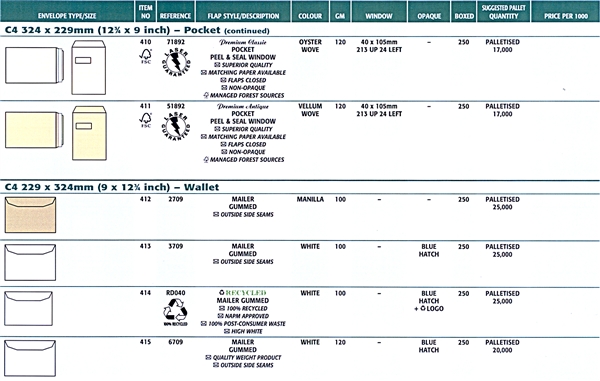 ENVELOPE TYPE/SIZE ITEM NO REFERENCE FLAP STYLE/DESCRIPTION COLOUR GM WINDOW OPAQUE BOXED SUGGESTED PALLET QUANTITY PRICE PER 1000
C4 324 x 229mm (12¾ x 9 inch) – Pocket (continued)
410 71892 Premium Classic OYSTER 120 40 x 105mm – 250 PALLETISED
FSC LASER GUARANTEED POCKET WOVE 213 UP 24 LEFT 17,000
PEEL & SEAL WINDOW
SUPERIOR QUALITY
MATCHING PAPER AVAILABLE
FLAPS CLOSED
NON-OPAQUE
MANAGED FOREST SOURCES
411 51892 Premium Antique VELLUM 120 40 x 105mm – 250 PALLETISED
FSC LASER GUARANTEED POCKET WOVE 213 UP 24 LEFT 17,000
PEEL & SEAL WINDOW
SUPERIOR QUALITY
MATCHING PAPER AVAILABLE
FLAPS CLOSED
NON-OPAQUE
MANAGED FOREST SOURCES
C4 229 x 324mm (9 x 12¾ inch) – Wallet
412 2709 MAILER MANILLA 100 – – 250 PALLETISED
GUMMED 25,000
OUTSIDE SIDE SEAMS
413 3709 MAILER WHITE 100 – BLUE 250 PALLETISED
GUMMED HATCH 25,000
OUTSIDE SIDE SEAMS
414 RD040 RECYCLED WHITE 100 – BLUE 250 PALLETISED
MAILER GUMMED HATCH 25,000
100% RECYCLED + LOGO
NAPM APPROVED
100% RECYCLED 100% POST-CONSUMER WASTE
HIGH WHITE
415 6709 MAILER WHITE 120 – BLUE 250 PALLETISED
GUMMED HATCH 20,000
QUALITY WEIGHT PRODUCT
OUTSIDE SIDE SEAMS